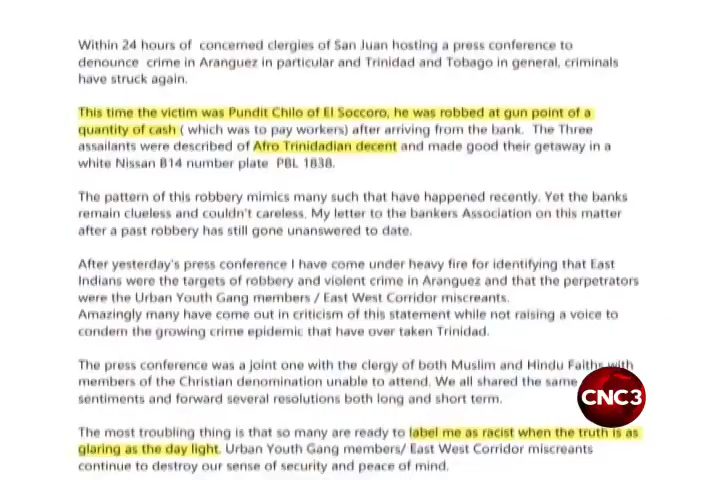 Within 24 hours of concerned clergies of San Juan hosting a press conference to
denounce crime in Aranguez in particular and Trinidad and Tobago in general, criminals
have struck again.
This time the victim was Pundit Chilo of El Soccoro, he was robbed at gun point of a
quantity of cash ( which was to pay workers) after arriving from the bank. The Three
assailants were described of Afro Trinidadian decent and made good their getaway in a
white Nissan B14 number plate PBL 1838.
The pattern of this robbery mimics many such that have happened recently. Yet the banks
remain clueless and couldn't careless. My letter to the bankers Association on this matter
after a past robbery has still gone unanswered to date.
After yesterday's press conference I have come under heavy fire for identifying that East
Indians were the targets of robbery and violent crime in Aranguez and that the perpetrators
were the Urban Youth Gang members / East West Corridor miscreants.
Amazingly many have come out in criticism of this statement while not raising a voice to
condem the growing crime epidemic that have over taken Trinidad.
The press conference was a joint one with the clergy of both Muslim and Hindu Faiths with
members of the Christian denomination unable to attend. We all shared the same
sentiments and forward several resolutions both long and short term.
CNC3
The most troubling thing is that so many are ready to label me as racist when the truth is as
glaring as the day light. Urban Youth Gang members/ East West Corridor miscreants
continue to destroy our sense of security and peace of mind.